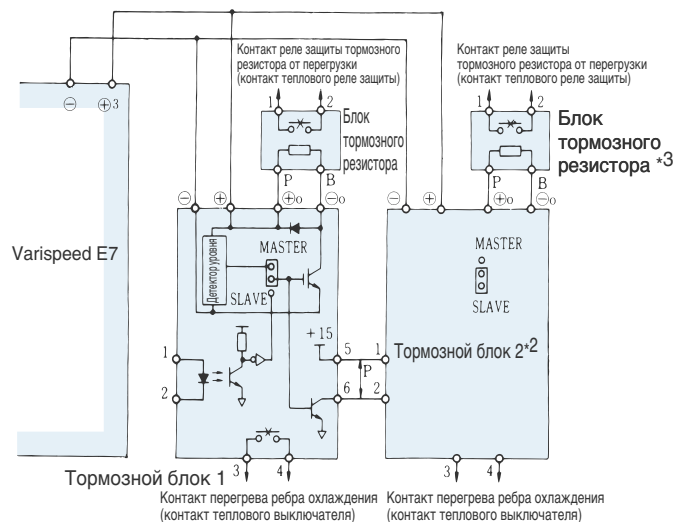 Контакт реле защиты тормозного
резистора от перегрузки
(контакт теплового реле защиты)
Контакт реле защиты
тормозного резистора от перегрузки
(контакт теплового реле защиты)
⊖ ⊕3
1 2
Блок
тормозного
резистора
P B
1 2
Блок
тормозного
резистора *3
P B
⊖ ⊕ ⊕o ⊖o
⊖ ⊕ ⊕o ⊖o
Varispeed E7
Детектор уровня
MASTER
SLAVE
+15
1
2
5
6
P
3 4
Тормозной блок 1
MASTER
SLAVE
1
2
Тормозной блок 2*2
3 4
Контакт перегрева ребра охлаждения
(контакт теплового выключателя)
Контакт перегрева ребра охлаждения
(контакт теплового выключателя)